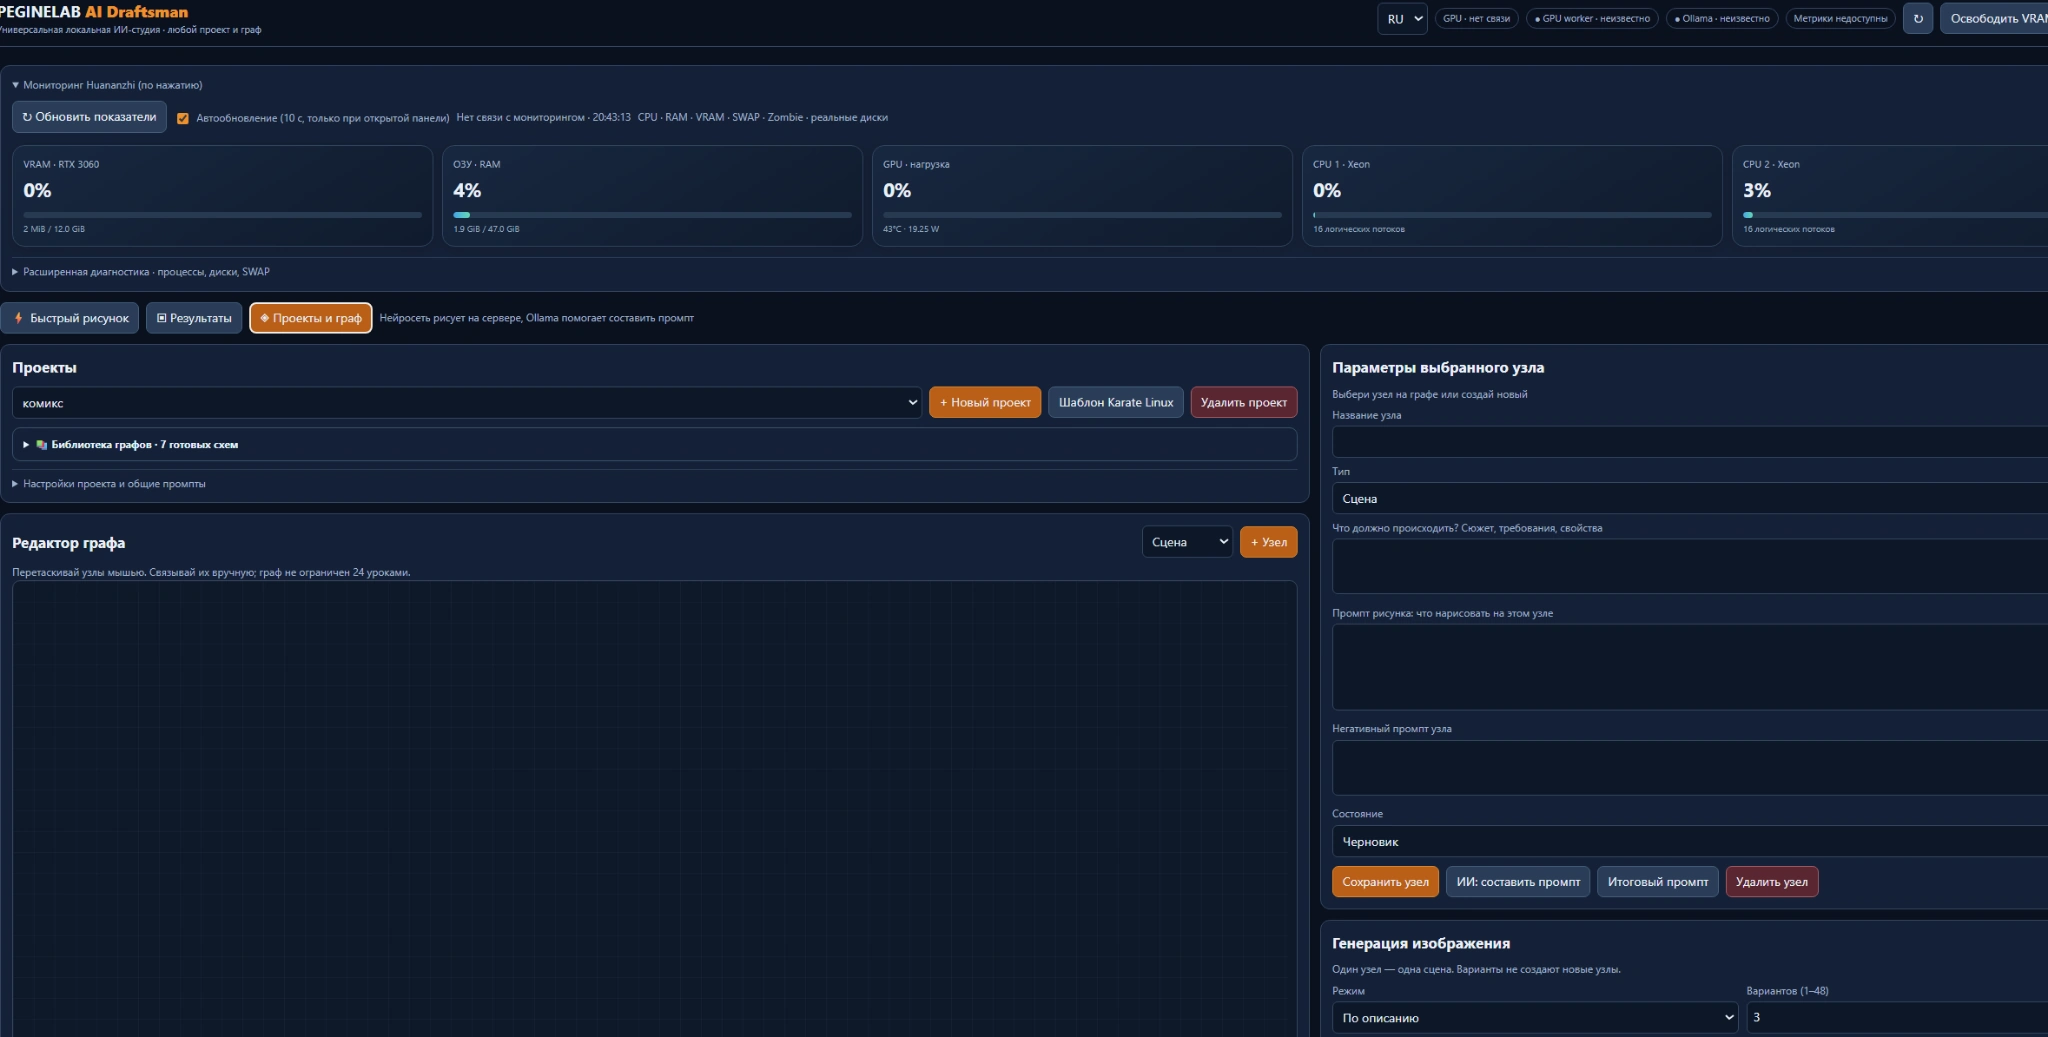 PEGINELAB AI Draftsman
Универсальная локальная ИИ-студия · любой проект и граф
RU
GPU · нет связи
● GPU worker · неизвестно
● Ollama · неизвестно
Метрики недоступны
↻
Освободить VRAM
▼ Мониторинг Huananzhi (по нажатию)
↻ Обновить показатели
Автообновление (10 с, только при открытой панели)
Нет связи с мониторингом · 20:43:13
CPU · RAM · VRAM · SWAP · Zombie · реальные диски
VRAM · RTX 3060
0%
2 MiB / 12.0 GiB
ОЗУ · RAM
4%
1.9 GiB / 47.0 GiB
GPU · нагрузка
0%
43°C · 19.25 W
CPU 1 · Xeon
0%
16 логических потоков
CPU 2 · Xeon
3%
16 логических потоков
▶ Расширенная диагностика · процессы, диски, SWAP
⚡ Быстрый рисунок
▣ Результаты
◈ Проекты и граф
Нейросеть рисует на сервере, Ollama помогает составить промпт
Проекты
комикс
+ Новый проект
Шаблон Karate Linux
Удалить проект
▶ 📚 Библиотека графов · 7 готовых схем
▶ Настройки проекта и общие промпты
Редактор графа
Сцена
+ Узел
Перетаскивай узлы мышью. Связывай их вручную; граф не ограничен 24 уроками.
Параметры выбранного узла
Выбери узел на графе или создай новый
Название узла
Тип
Сцена
Что должно происходить? Сюжет, требования, свойства
Промпт рисунка: что нарисовать на этом узле
Негативный промпт узла
Состояние
Черновик
Сохранить узел
ИИ: составить промпт
Итоговый промпт
Удалить узел
Генерация изображения
Один узел — одна сцена. Варианты не создают новые узлы.
Режим
Вариантов (1–48)
По описанию
3